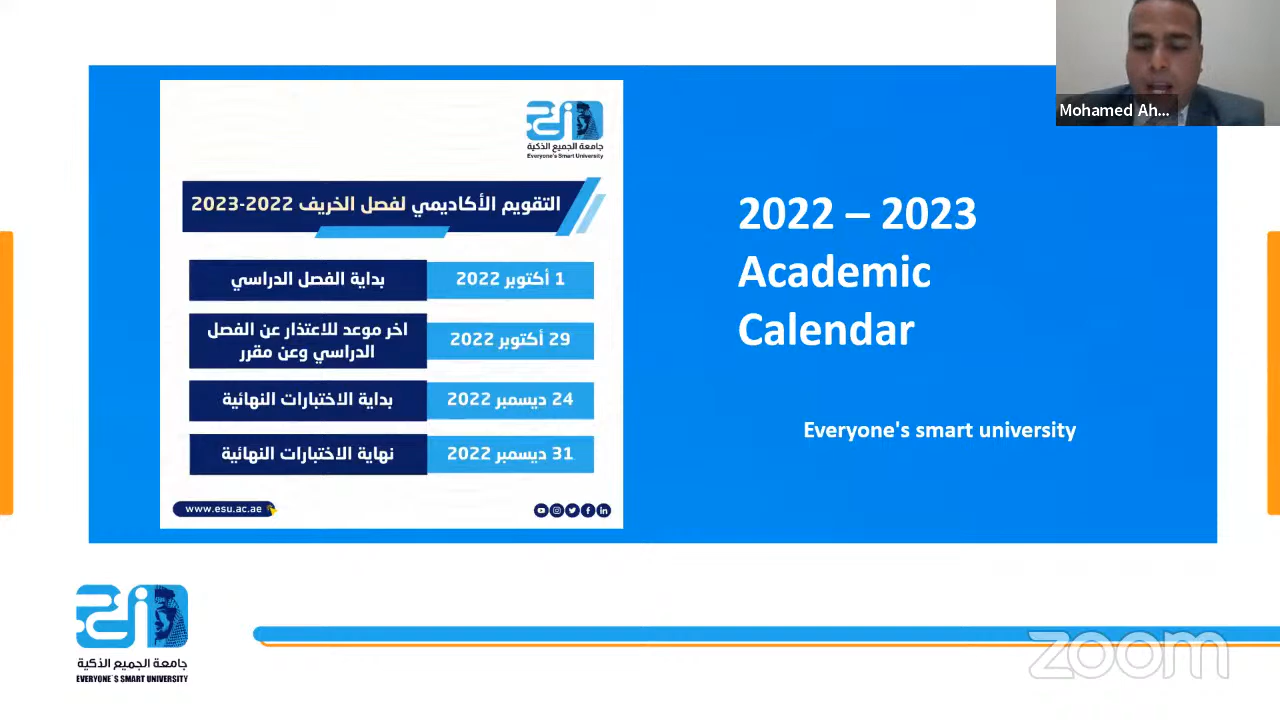 Mohamed Ah...
جامعة الجميع الذكية
Everyone's Smart University
التقويم الأكاديمي لفصل الخريف 2022-2023
1 أكتوبر 2022
بداية الفصل الدراسي
29 أكتوبر 2022
اخر موعد للاعتذار عن الفصل
الدراسي وعن مقرر
24 ديسمبر 2022
بداية الاختبارات النهائية
31 ديسمبر 2022
نهاية الاختبارات النهائية
www.esu.ac.ae
2022 – 2023
Academic
Calendar
Everyone's smart university
جامعة الجميع الذكية
EVERYONE'S SMART UNIVERSITY
zoom